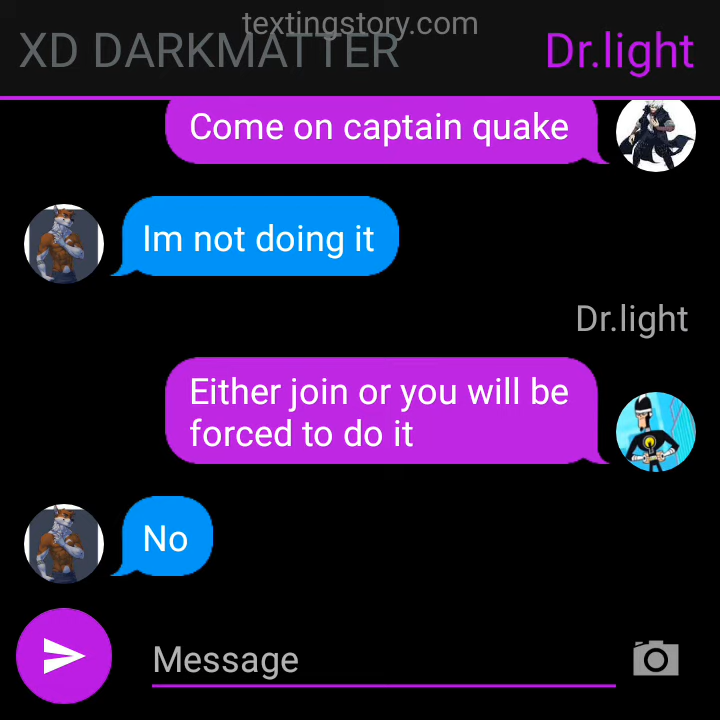 textingstory.com
XD DARKMATTER
Dr.light
Come on captain quake
Im not doing it
Dr.light
Either join or you will be
forced to do it
No
Message